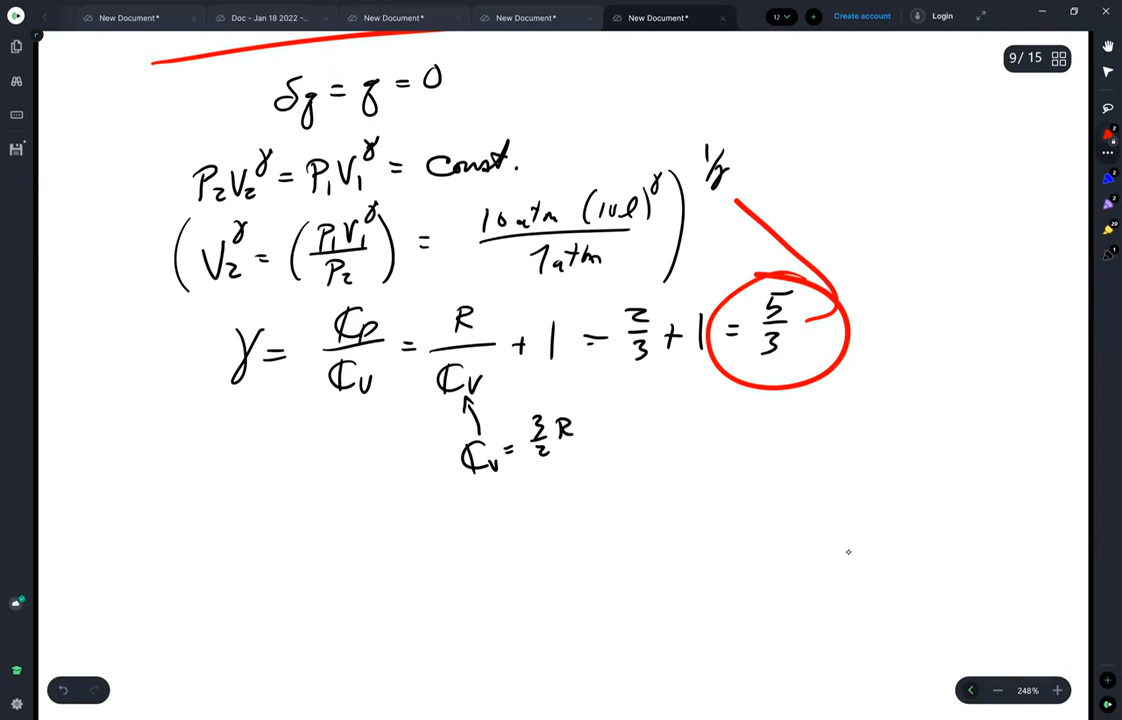 New Document*
Doc - Jan 18 2022 -...
New Document*
New Document*
New Document*
12
Create account
Login
9/ 15
δq = q = 0
P₂V₂^γ = P₁V₁^γ = const.
(V₂^γ = (P₁V₁^γ / P₂) = 10 atm (10 l)^γ / 1 atm)^1/γ
γ = ℂp / ℂv = R / ℂv + 1 = 2/3 + 1 = 5/3
ℂv = 3/2 R
248%